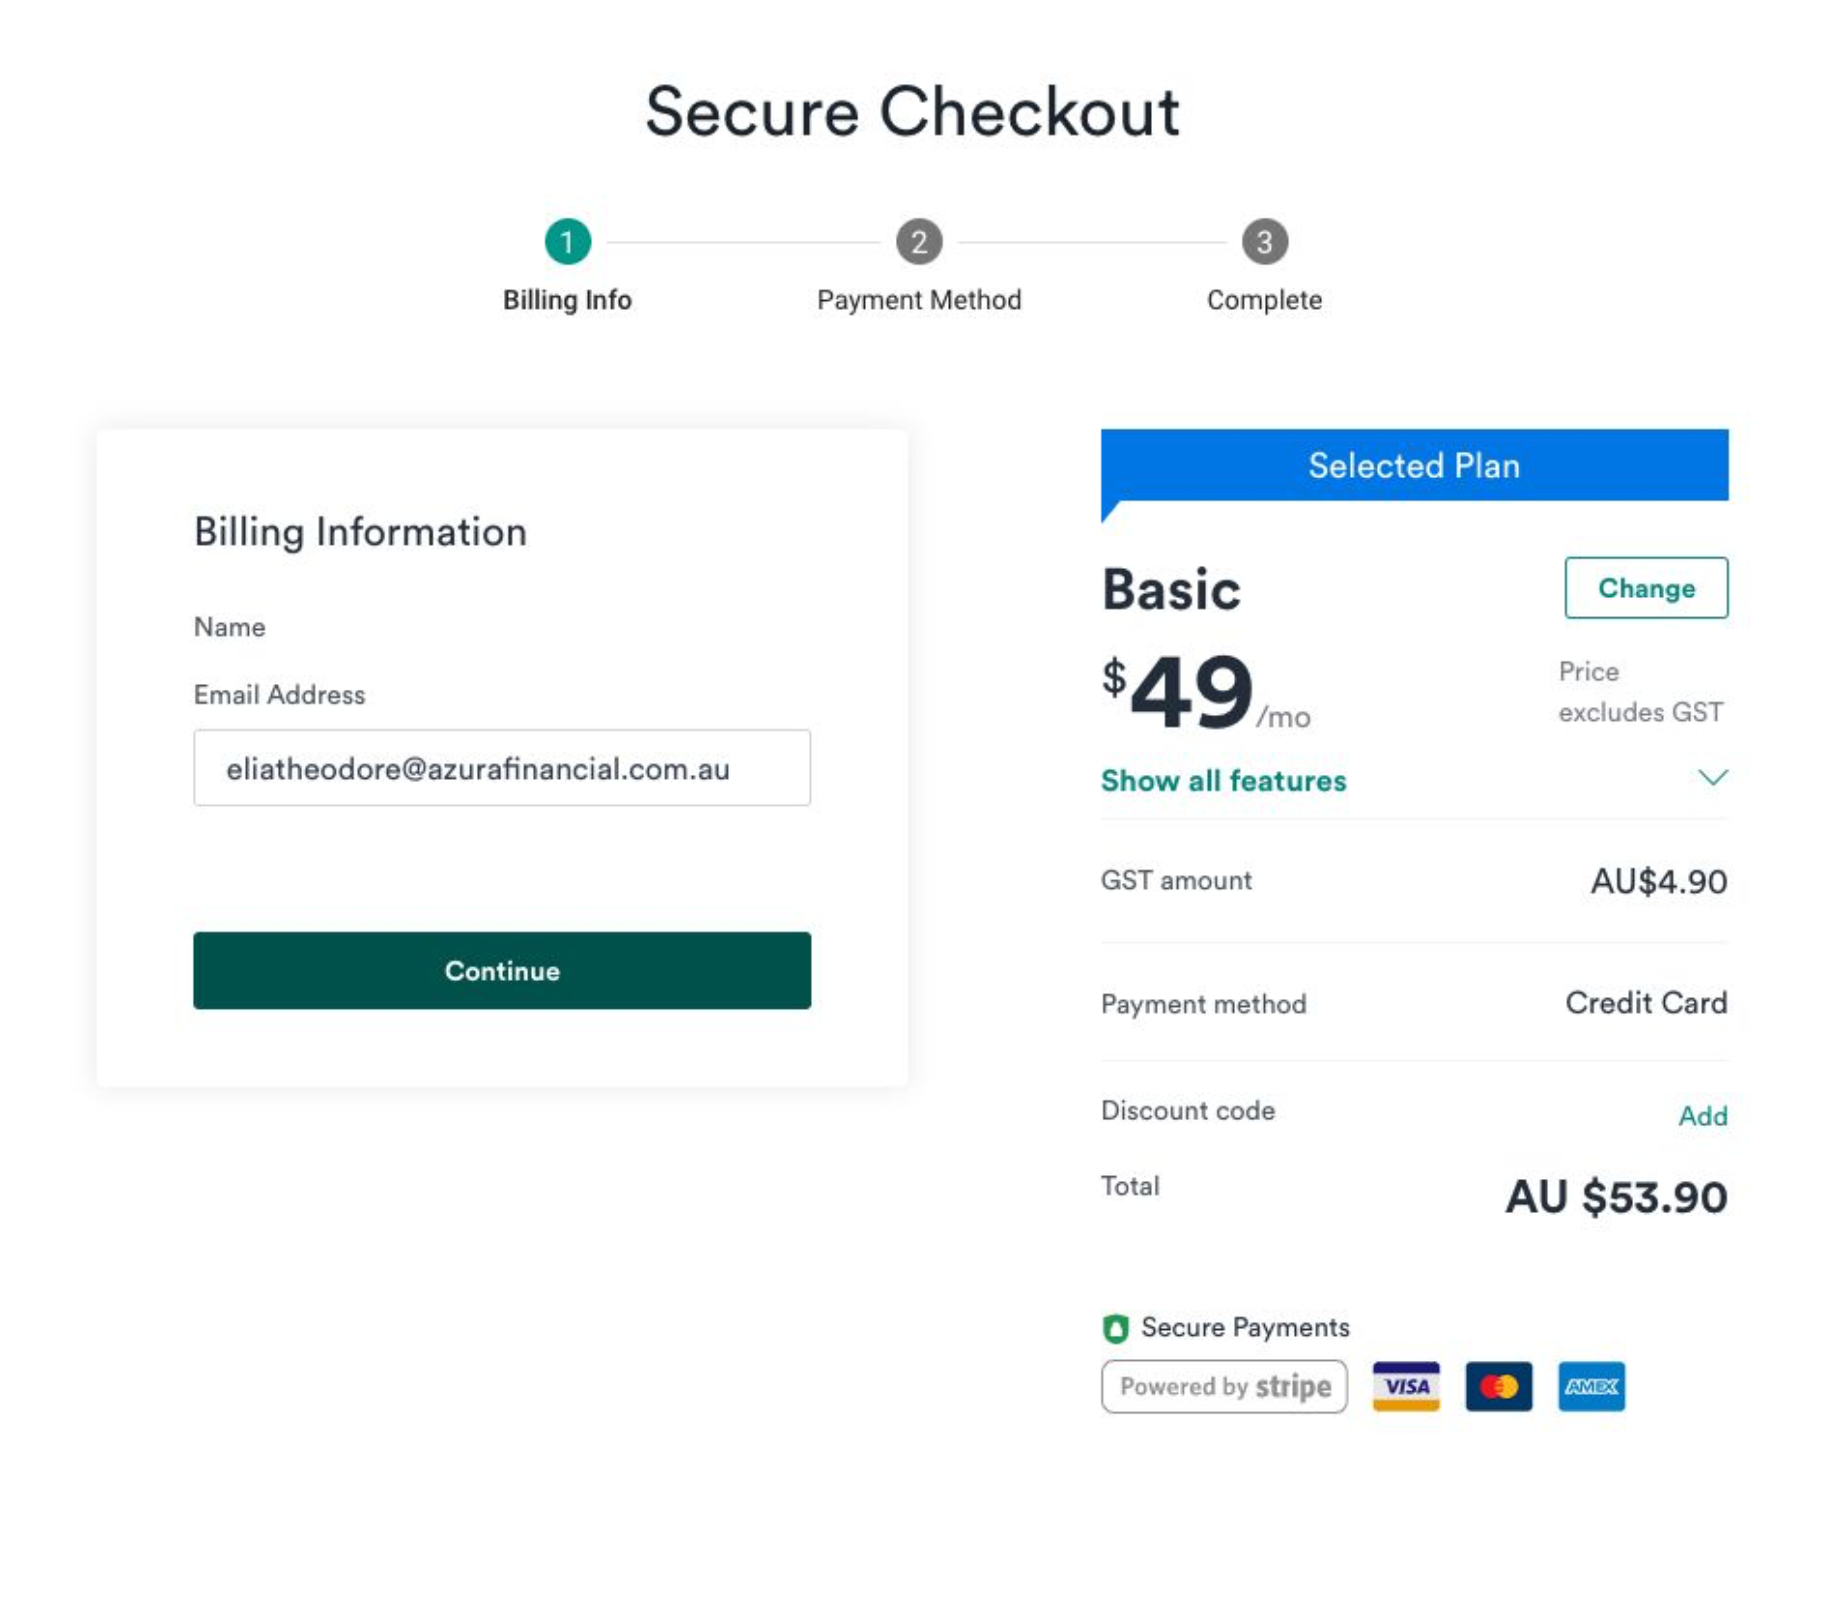 Secure Checkout
1
2
3
Billing Info
Payment Method
Complete
Billing Information
Name
Email Address
eliatheodore@azurafinancial.com.au
Continue
Selected Plan
Basic
Change
$49/mo
Price
excludes GST
Show all features
GST amount
AU$4.90
Payment method
Credit Card
Discount code
Add
Total
AU $53.90
Secure Payments
Powered by stripe
VISA
AMEX